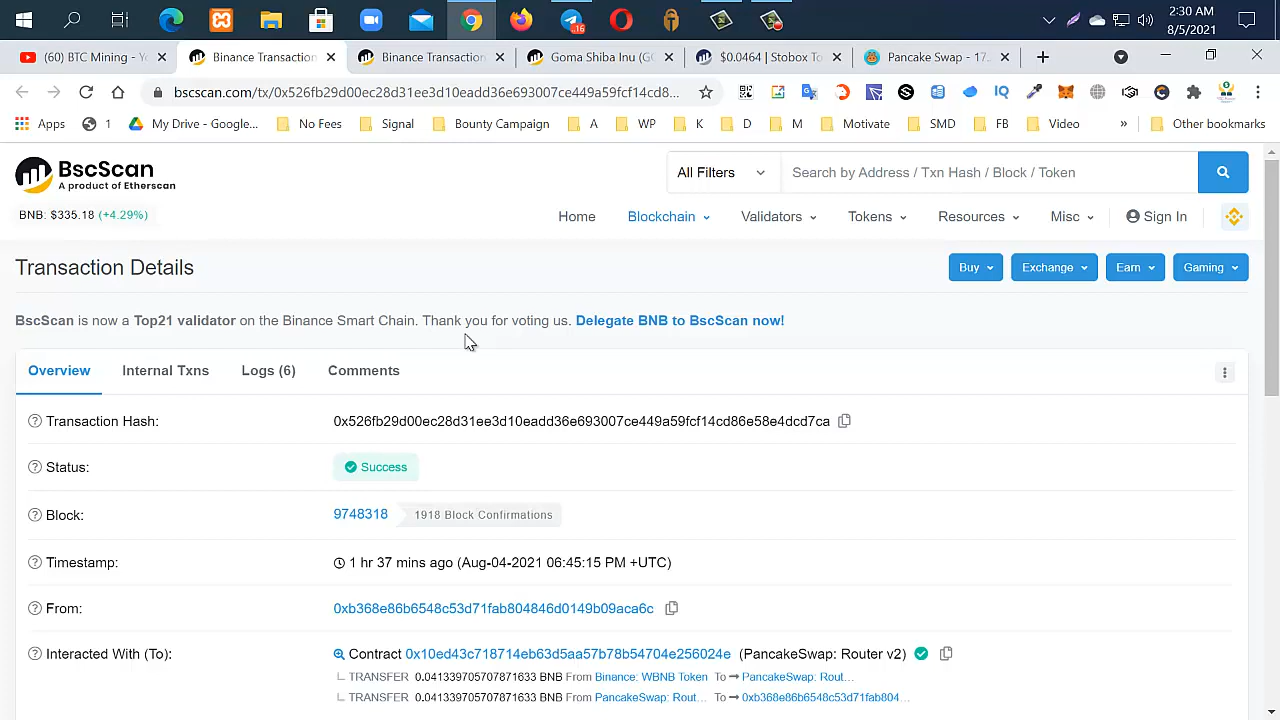 2:30 AM
8/5/2021
16
(60) BTC Mining - Y
Binance Transaction
Binance Transaction
Goma Shiba Inu (GO
$0.0464 | Stobox To
Pancake Swap - 17.
bscscan.com/tx/0x526fb29d00ec28d31ee3d10eadd36e693007ce449a59fcf14cd8...
IQ
Apps
1
My Drive - Google...
No Fees
Signal
Bounty Campaign
A
WP
K
D
M
Motivate
SMD
FB
Video
»
Other bookmarks
BscScan
A product of Etherscan
All Filters
Search by Address / Txn Hash / Block / Token
BNB: $335.18 (+4.29%)
Home
Blockchain
Validators
Tokens
Resources
Misc
Sign In
Transaction Details
Buy
Exchange
Earn
Gaming
BscScan is now a Top21 validator on the Binance Smart Chain. Thank you for voting us. Delegate BNB to BscScan now!
Overview
Internal Txns
Logs (6)
Comments
Transaction Hash:
0x526fb29d00ec28d31ee3d10eadd36e693007ce449a59fcf14cd86e58e4dcd7ca
Status:
Success
Block:
9748318
1918 Block Confirmations
Timestamp:
1 hr 37 mins ago (Aug-04-2021 06:45:15 PM +UTC)
From:
0xb368e86b6548c53d71fab804846d0149b09aca6c
Interacted With (To):
Contract 0x10ed43c718714eb63d5aa57b78b54704e256024e (PancakeSwap: Router v2)
TRANSFER 0.041339705707871633 BNB From Binance: WBNB Token To PancakeSwap: Rout...
TRANSFER 0.041339705707871633 BNB From PancakeSwap: Rout... To 0xb368e86b6548c53d71fab804...